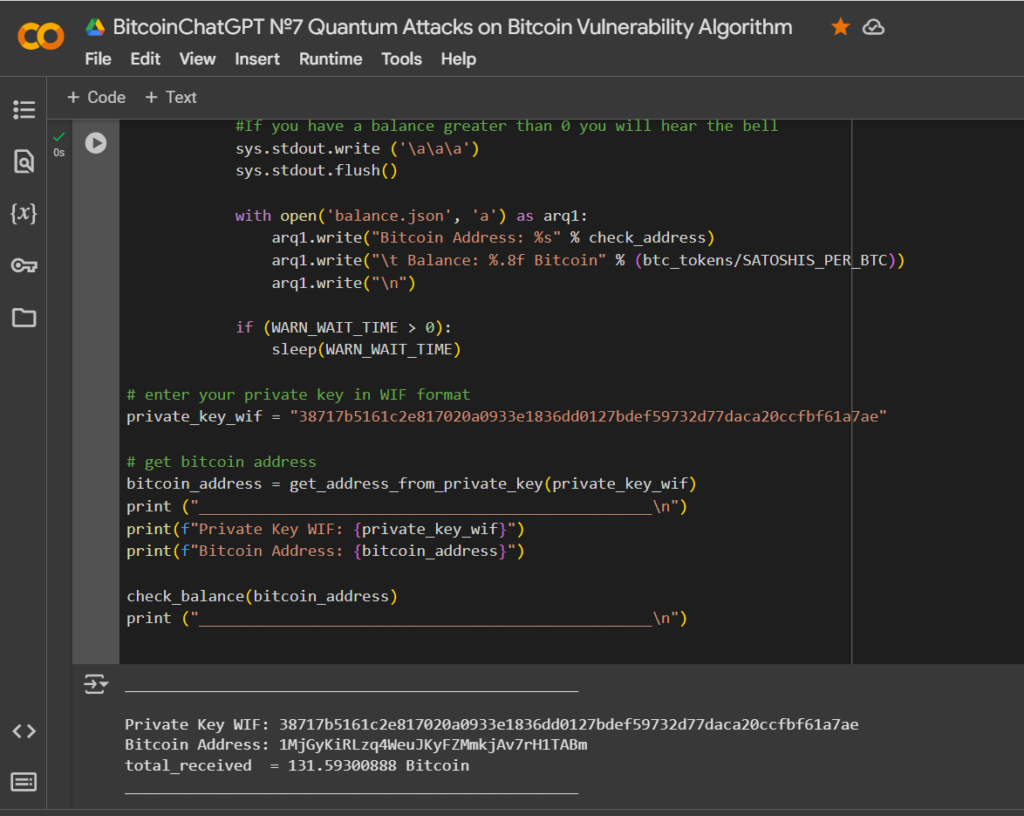 BitcoinChatGPT №7 Quantum Attacks on Bitcoin Vulnerability Algorithm
File Edit View Insert Runtime Tools Help
+ Code + Text
0s
#If you have a balance greater than 0 you will hear the bell
sys.stdout.write ('\a\a\a')
sys.stdout.flush()
with open('balance.json', 'a') as arq1:
arq1.write("Bitcoin Address: %s" % check_address)
arq1.write("\t Balance: %.8f Bitcoin" % (btc_tokens/SATOSHIS_PER_BTC))
arq1.write("\n")
if (WARN_WAIT_TIME > 0):
sleep(WARN_WAIT_TIME)
# enter your private key in WIF format
private_key_wif = "38717b5161c2e817020a0933e1836dd0127bdef59732d77daca20ccfbf61a7ae"
# get bitcoin address
bitcoin_address = get_address_from_private_key(private_key_wif)
print ("__________________________________________________\n")
print(f"Private Key WIF: {private_key_wif}")
print(f"Bitcoin Address: {bitcoin_address}")
check_balance(bitcoin_address)
print ("__________________________________________________\n")
__________________________________________________
Private Key WIF: 38717b5161c2e817020a0933e1836dd0127bdef59732d77daca20ccfbf61a7ae
Bitcoin Address: 1MjGyKiRLzq4WeuJKyFZMmkjAv7rH1TABm
total_received = 131.59300888 Bitcoin
__________________________________________________